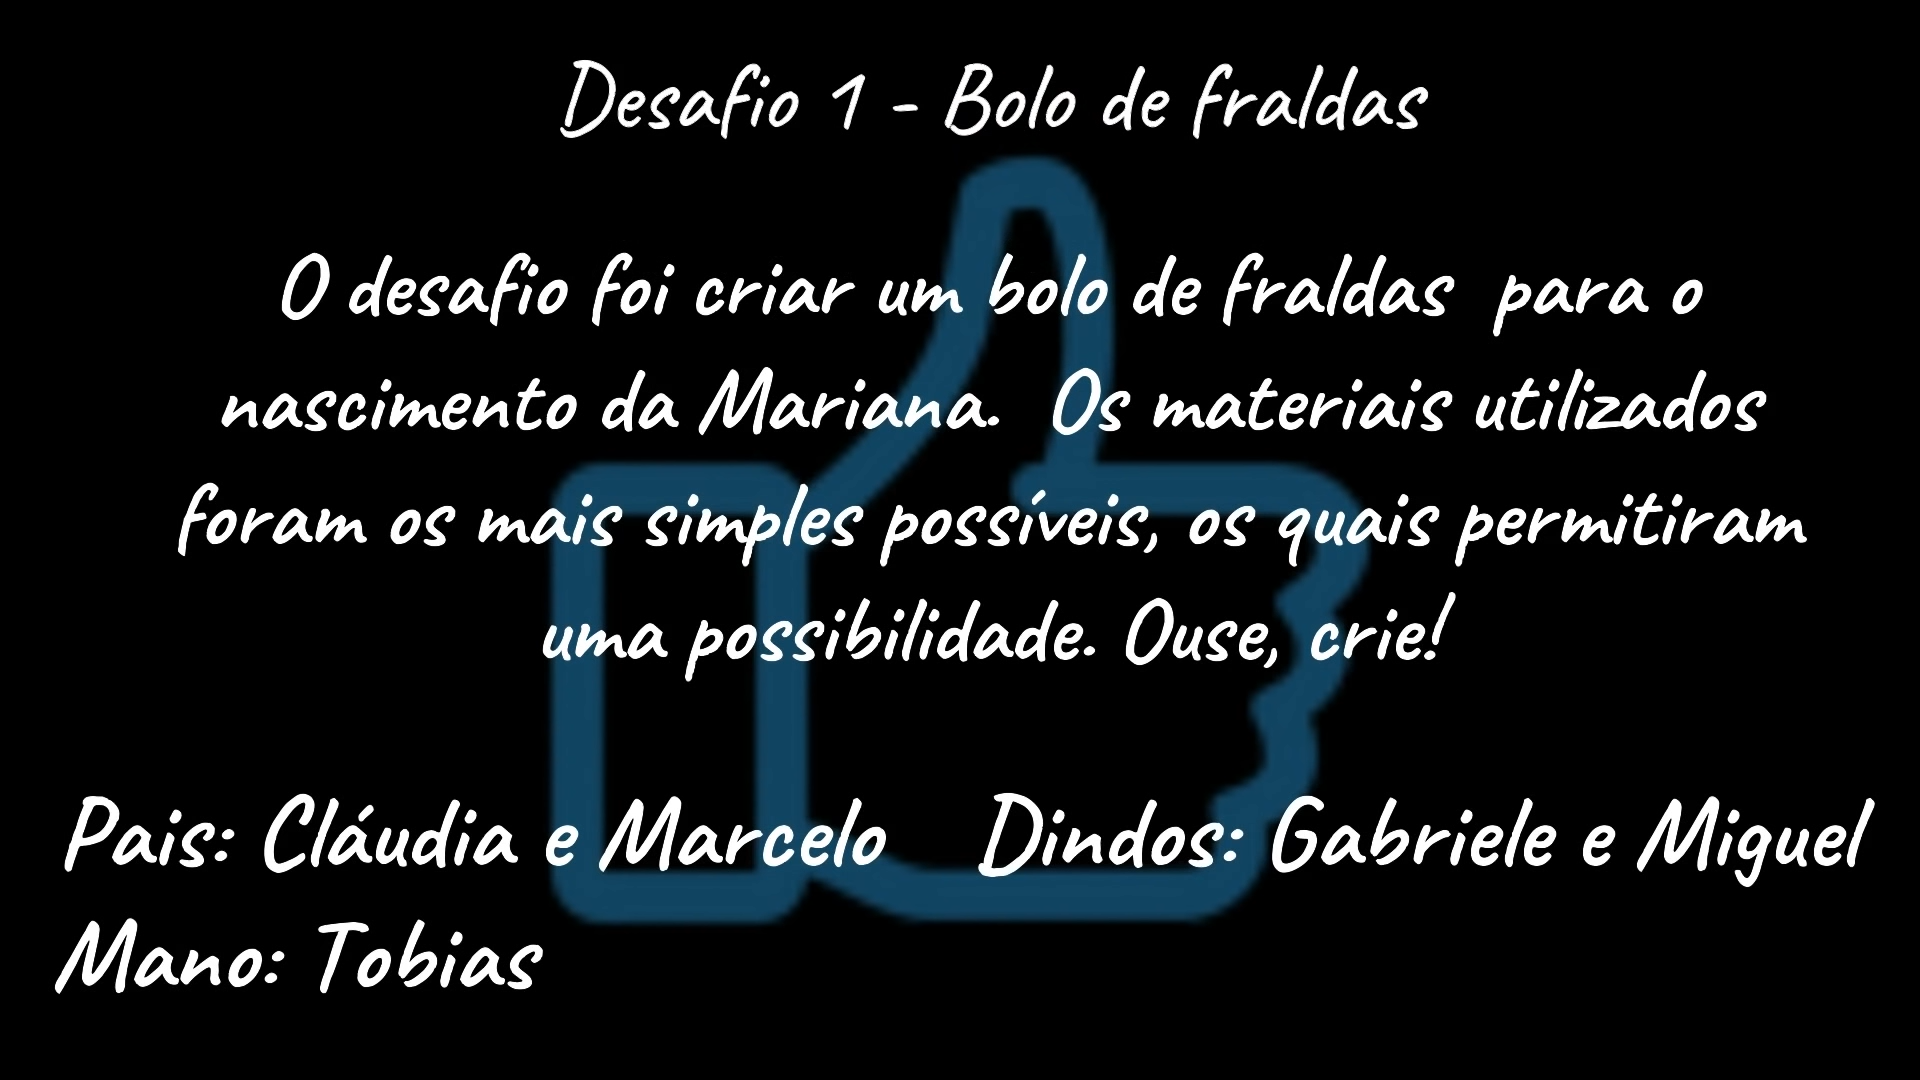 Desafio 1 - Bolo de fraldas
O desafio foi criar um bolo de fraldas para o
nascimento da Mariana. Os materiais utilizados
foram os mais simples possíveis, os quais permitiram
uma possibilidade. Ouse, crie!
Pais: Cláudia e Marcelo Dindos: Gabriele e Miguel
Mano: Tobias